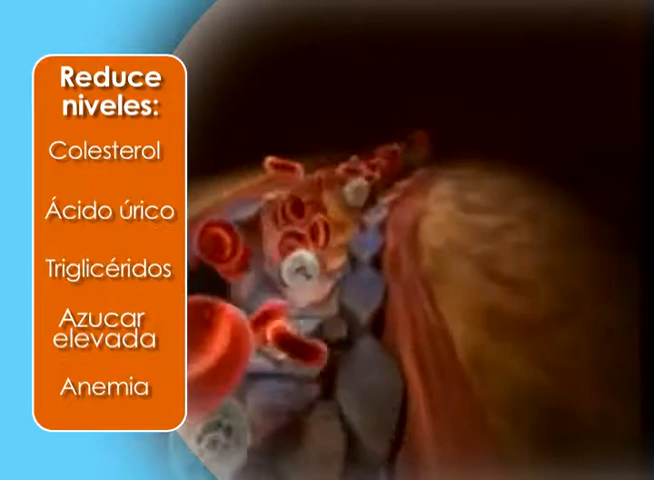 Reduce
niveles:
Colesterol
Ácido úrico
Triglicéridos
Azucar
elevada
Anemia